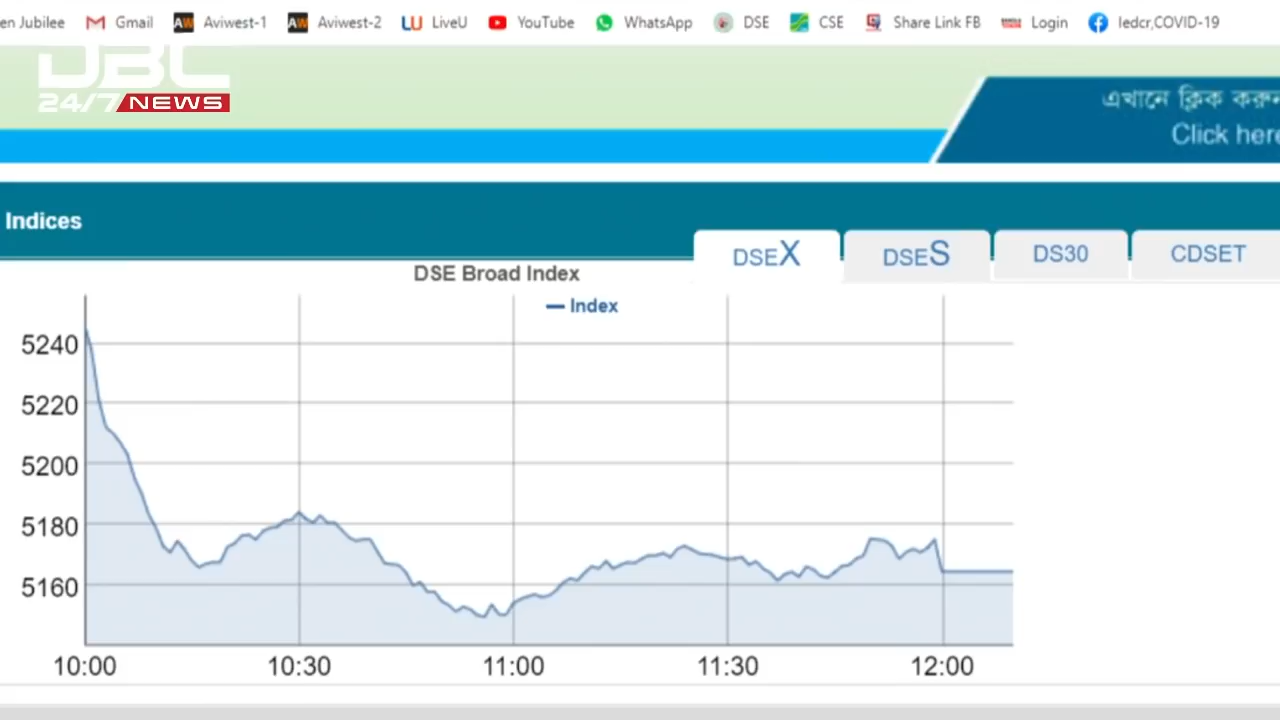 en Jubilee Gmail Aviwest-1 Aviwest-2 LiveU YouTube WhatsApp DSE CSE Share Link FB Login Iedcr,COVID-19
DBC
24/7 NEWS
এখানে ক্লিক করুন
Click here
Indices
DSEX DSES DS30 CDSET
DSE Broad Index
Index
5240
5220
5200
5180
5160
10:00 10:30 11:00 11:30 12:00